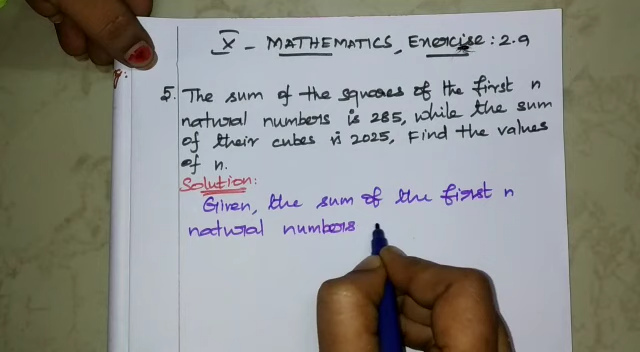 X - MATHEMATICS, Exercise: 2.9
5. The sum of the squares of the first n
natural numbers is 285, while the sum
of their cubes is 2025, Find the values
of n.
Solution:
Given, the sum of the first n
natural numbers